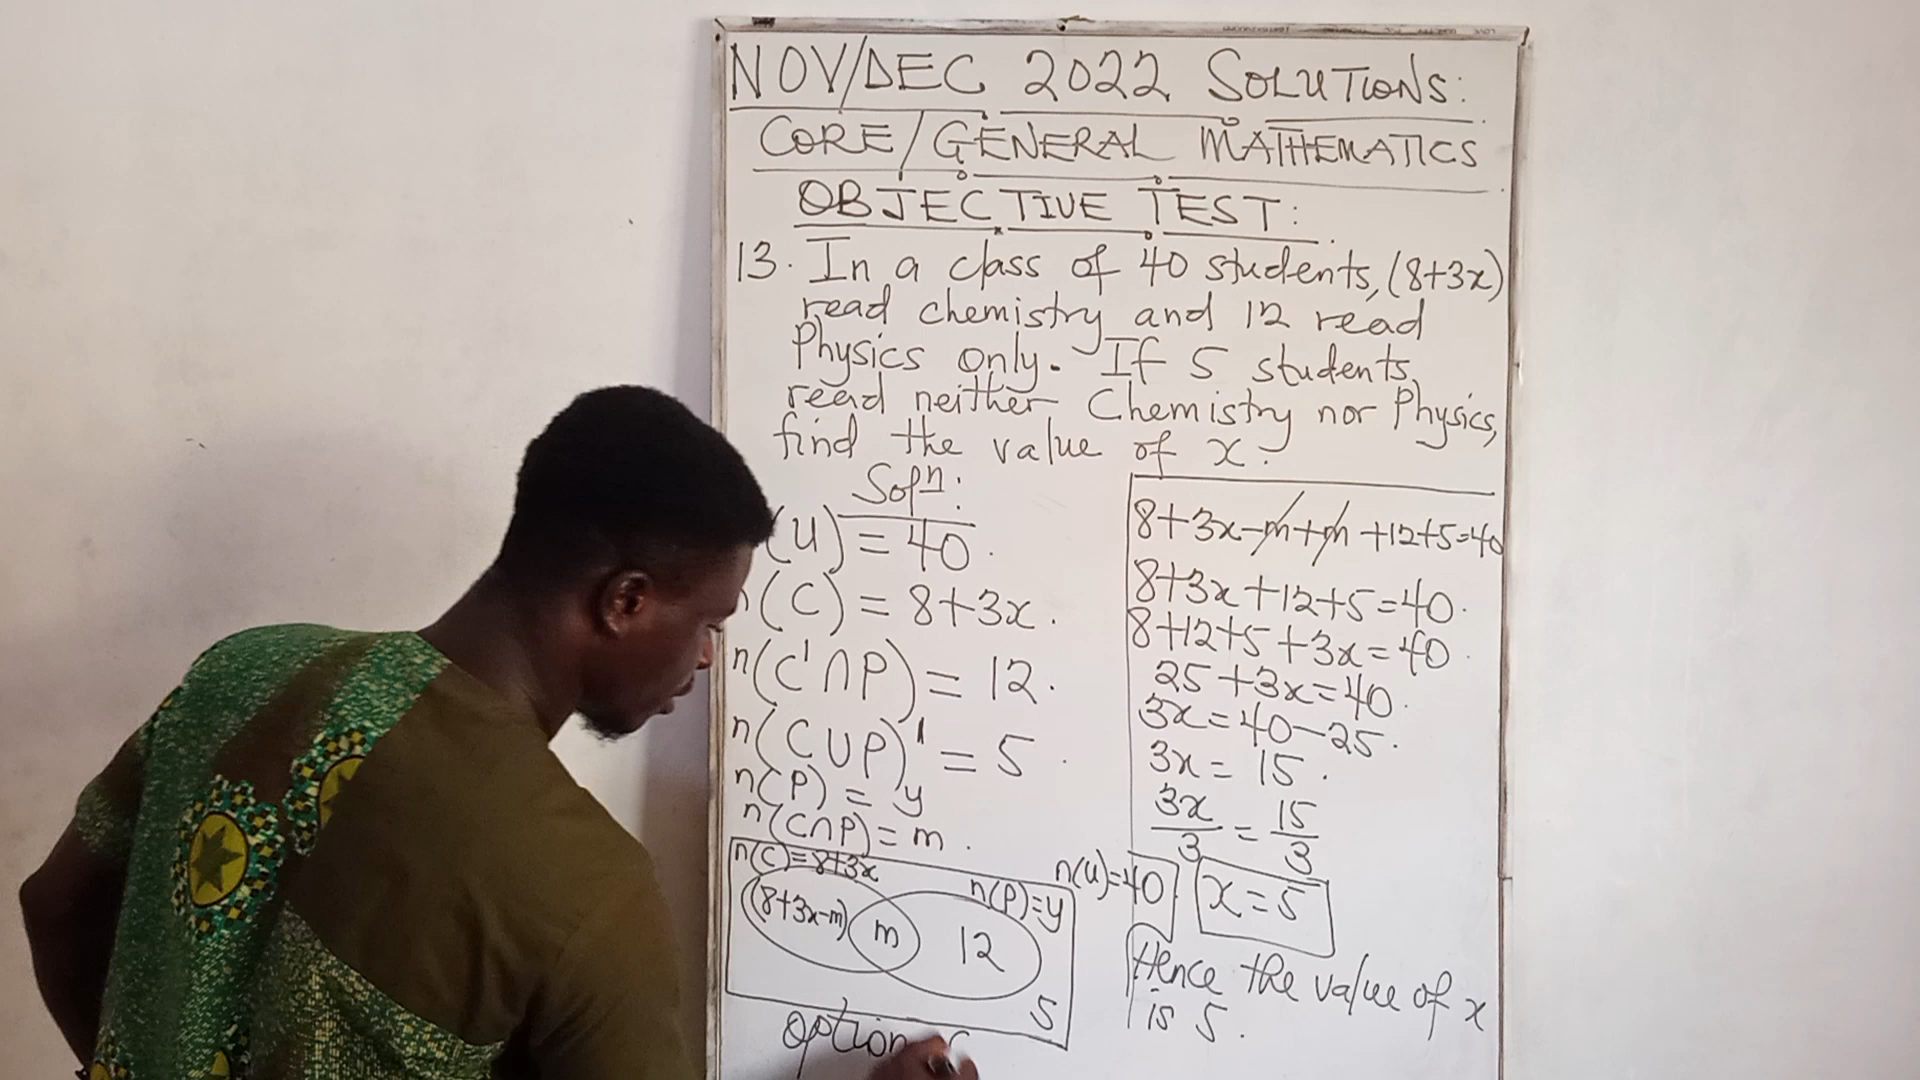 NOV/DEC 2022 SOLUTIONS:
CORE/GENERAL MATHEMATICS
OBJECTIVE TEST:
13. In a class of 40 students, (8+3x)
read chemistry and 12 read
Physics only. If 5 students
read neither Chemistry nor Physics,
find the value of x.
Solⁿ:
(U) = 40.
(C) = 8+3x.
n(C'∩P) = 12.
n(C∪P)' = 5.
n(P) = y
n(C∩P) = m.
n(C)=8+3x
n(P)=y
n(U)=40
(8+3x-m)
m
12
5
option
8+3x-m+m+12+5=40
8+3x+12+5=40.
8+12+5+3x=40.
25+3x=40.
3x=40-25.
3x = 15.
3x/3 = 15/3
x=5
Hence the value of x
is 5.